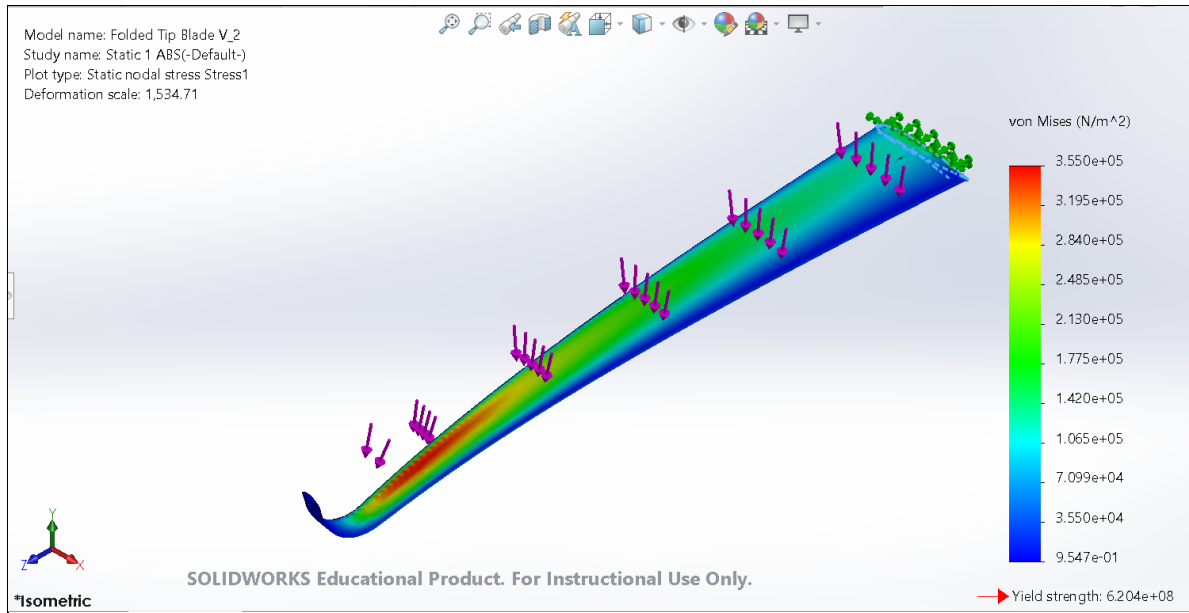 Model name: Folded Tip Blade V_2
Study name: Static 1 ABS(-Default-)
Plot type: Static nodal stress Stress1
Deformation scale: 1,534.71
von Mises (N/m^2)
3.550e+05
3.195e+05
2.840e+05
2.485e+05
2.130e+05
1.775e+05
1.420e+05
1.065e+05
7.099e+04
3.550e+04
9.547e-01
Yield strength: 6.204e+08
Y
Z
X
SOLIDWORKS Educational Product. For Instructional Use Only.
*Isometric